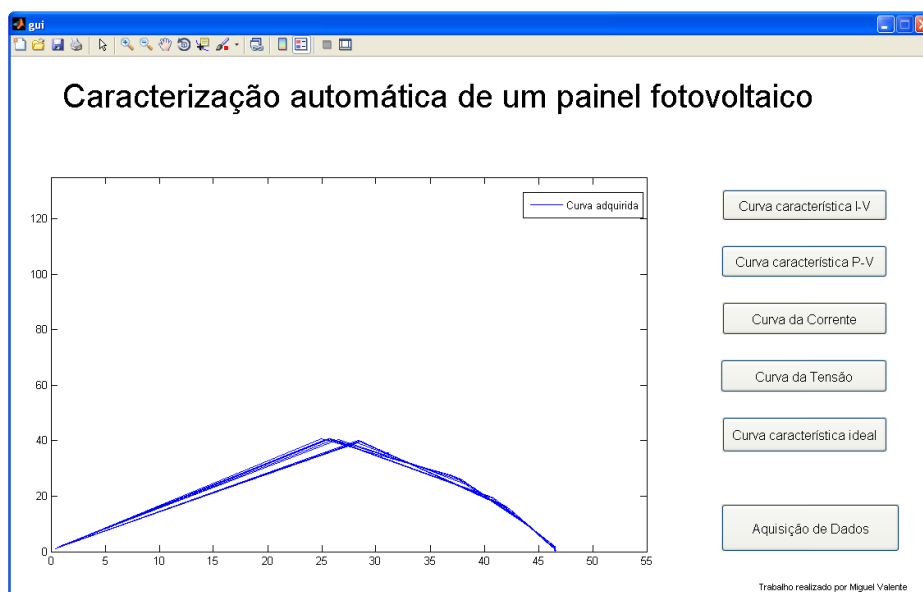 gui
Caracterização automática de um painel fotovoltaico
120
100
80
60
40
20
0
0 5 10 15 20 25 30 35 40 45 50 55
Curva adquirida
Curva característica I-V
Curva característica P-V
Curva da Corrente
Curva da Tensão
Curva característica ideal
Aquisição de Dados
Trabalho realizado por Miguel Valente